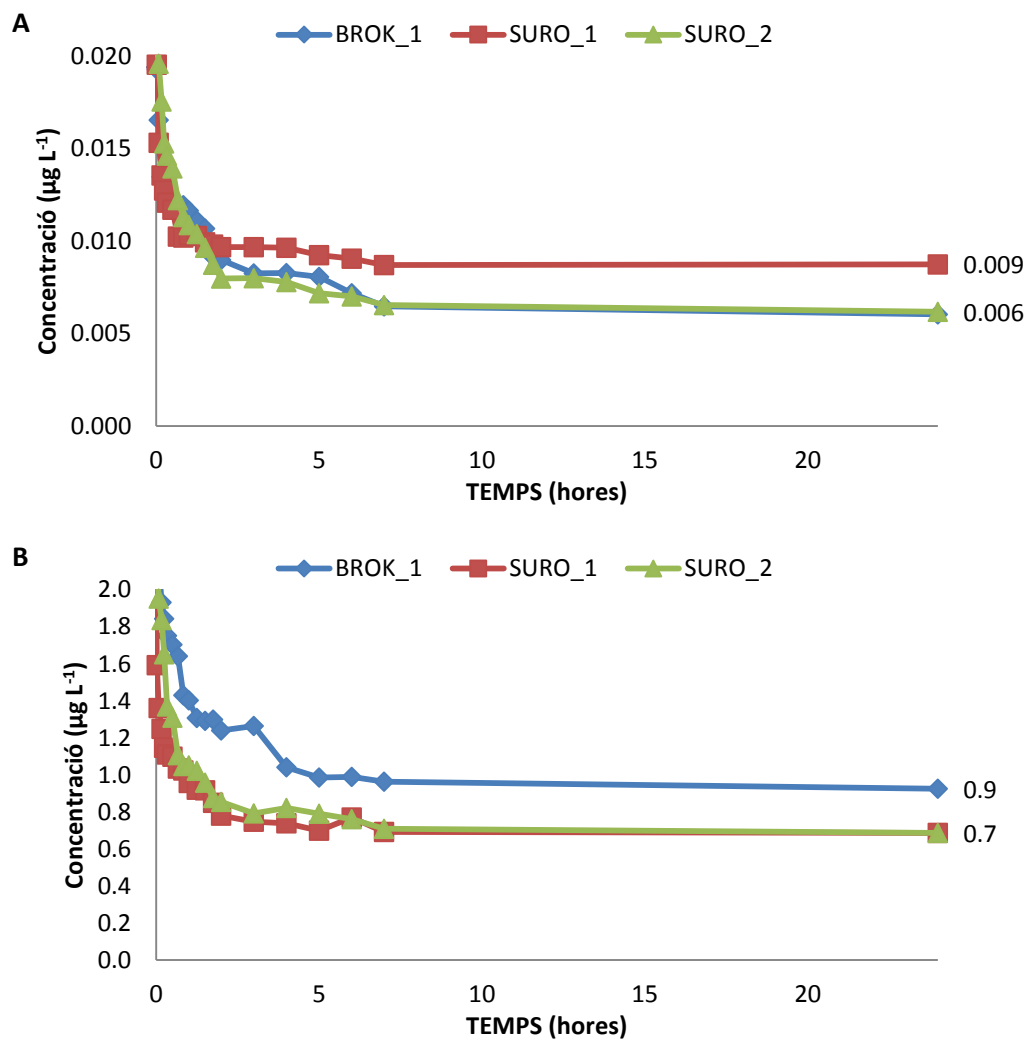 A
BROK_1 SURO_1 SURO_2
0.020
0.015
0.010
0.005
0.000
Concentració (µg L⁻¹)
0.009
0.006
0 5 10 15 20
TEMPS (hores)
B
BROK_1 SURO_1 SURO_2
2.0
1.8
1.6
1.4
1.2
1.0
0.8
0.6
0.4
0.2
0.0
Concentració (µg L⁻¹)
0.9
0.7
0 5 10 15 20
TEMPS (hores)